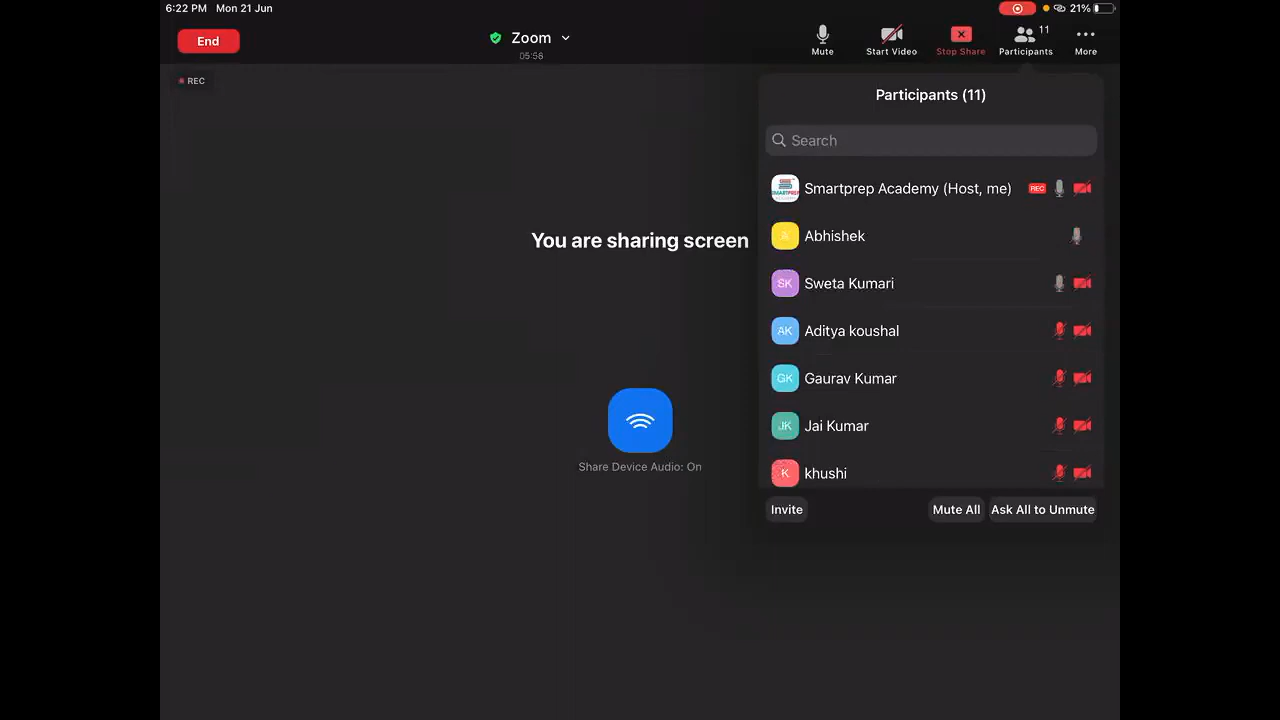 6:22 PM Mon 21 Jun
21%
End
Zoom
05:58
Mute
Start Video
Stop Share
Participants
11
More
REC
Participants (11)
Search
Smartprep Academy (Host, me)
REC
Abhishek
SK
Sweta Kumari
AK
Aditya koushal
GK
Gaurav Kumar
JK
Jai Kumar
K
khushi
You are sharing screen
Share Device Audio: On
Invite
Mute All
Ask All to Unmute